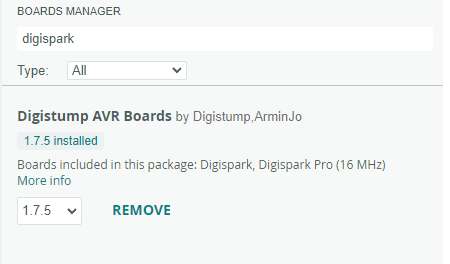 BOARDS MANAGER
digispark
Type: All
Digistump AVR Boards by Digistump,ArminJo
1.7.5 installed
Boards included in this package: Digispark, Digispark Pro (16 MHz)
More info
1.7.5 REMOVE